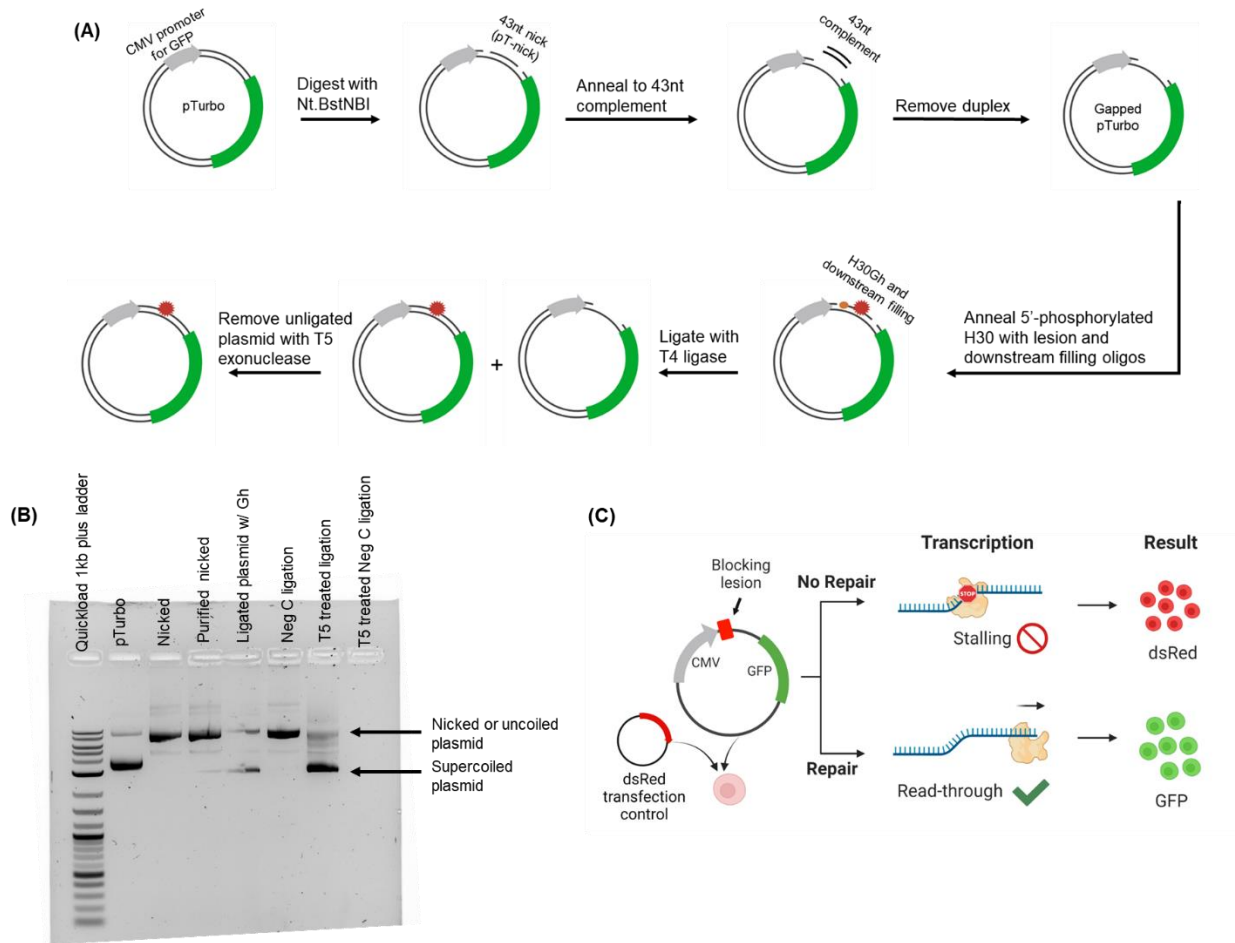 (A)
CMV promoter
for GFP
pTurbo
Digest with
Nt.BstNBI
43nt nick
(pT-nick)
Anneal to 43nt
complement
43nt
complement
Remove duplex
Gapped
pTurbo
Anneal 5'-phosphorylated
H30 with lesion and
downstream filling oligos
H30Gh and
downstream filling
Ligate with
T4 ligase
+
Remove unligated
plasmid with T5
exonuclease
(B)
Quickload 1kb plus ladder
pTurbo
Nicked
Purified nicked
Ligated plasmid w/ Gh
Neg C ligation
T5 treated ligation
T5 treated Neg C ligation
Nicked or uncoiled
plasmid
Supercoiled
plasmid
(C)
Blocking
lesion
CMV
GFP
dsRed
transfection
control
No Repair
Repair
Transcription
STOP
Stalling
Read-through
Result
dsRed
GFP